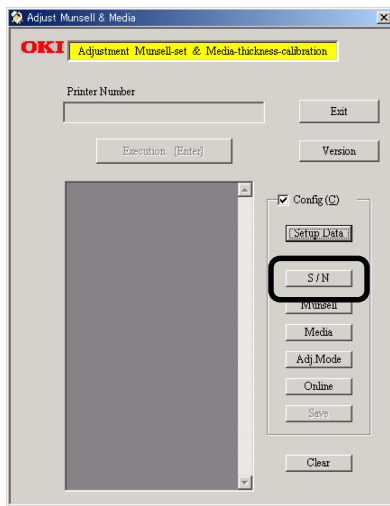 Adjust Munsell & Media
OKI
Adjustment Munsell-set & Media-thickness-calibration
Printer Number
Exit
Execution [Enter]
Version
Config (C)
Setup Data
S / N
Munsell
Media
Adj.Mode
Online
Save
Clear